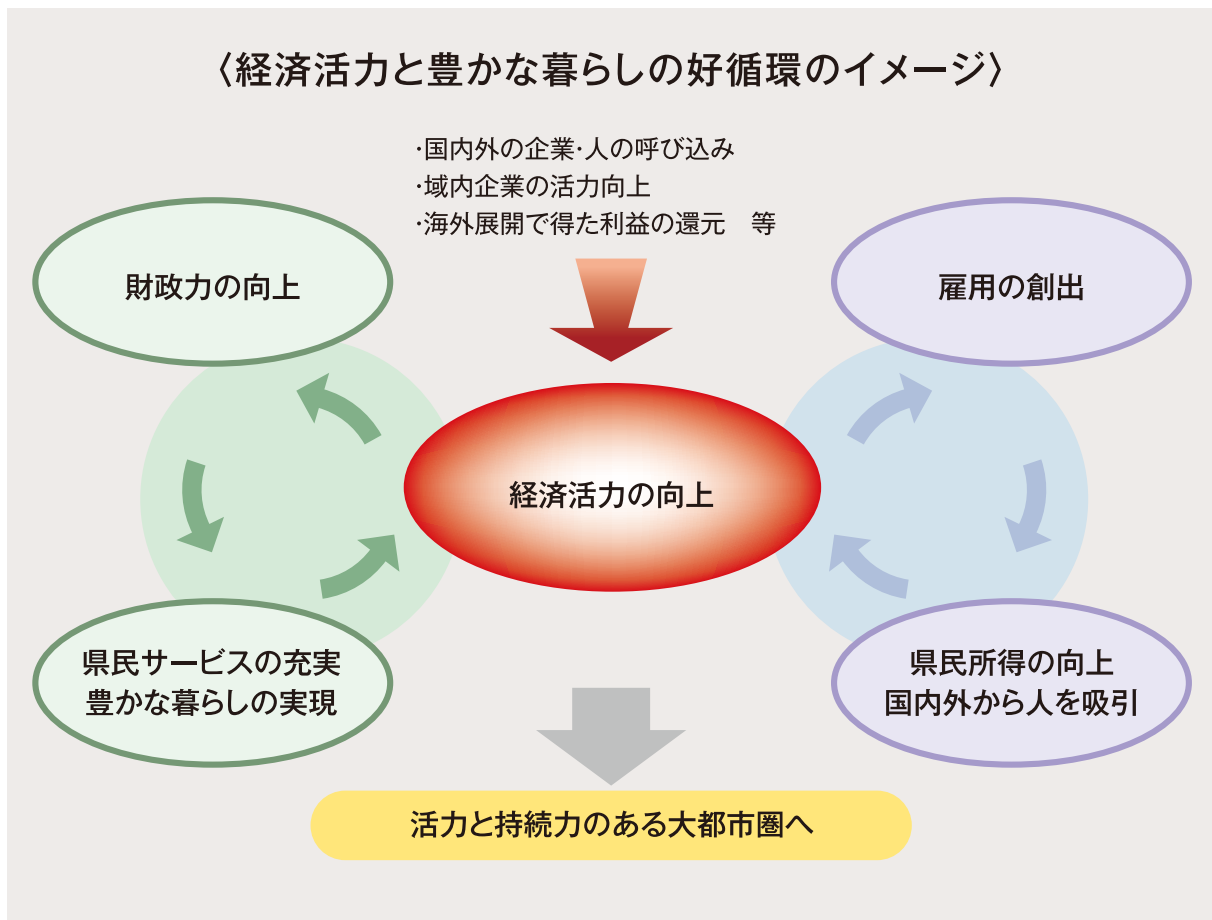 〈経済活力と豊かな暮らしの好循環のイメージ〉
・国内外の企業・人の呼び込み
・域内企業の活力向上
・海外展開で得た利益の還元　等
財政力の向上
雇用の創出
経済活力の向上
県民サービスの充実
豊かな暮らしの実現
県民所得の向上
国内外から人を吸引
活力と持続力のある大都市圏へ